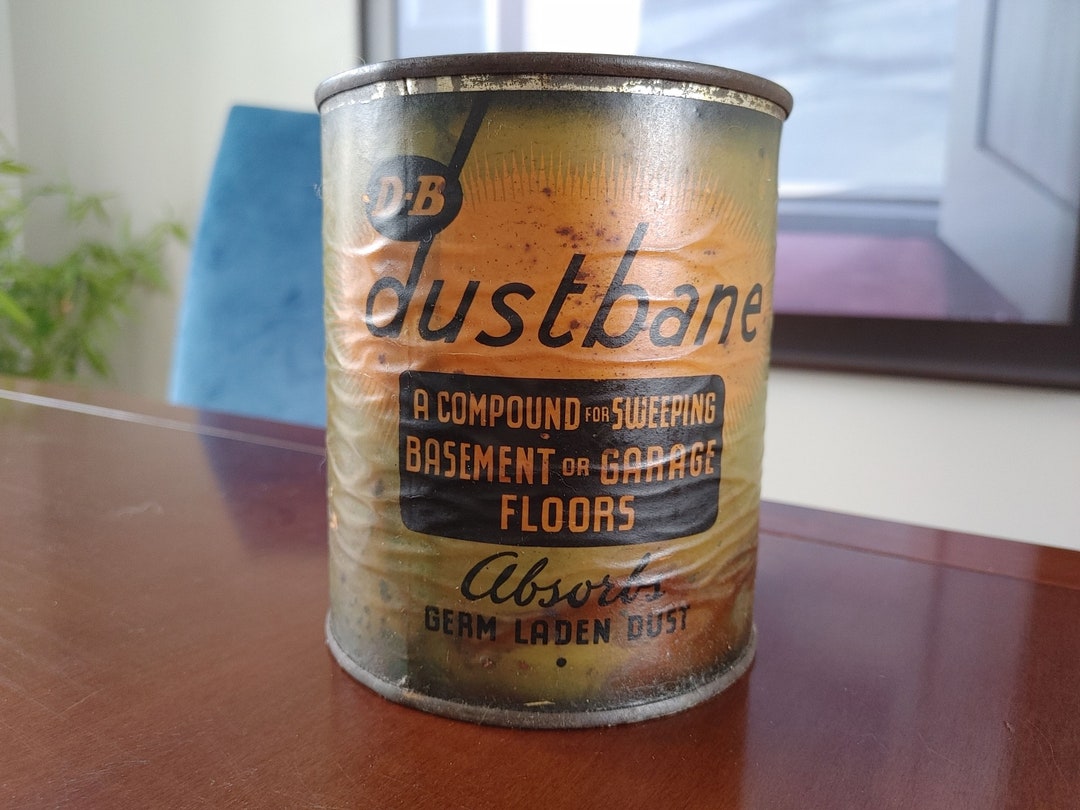 D-B
dustbane
A COMPOUND FOR SWEEPING
BASEMENT OR GARAGE
FLOORS
Absorbs
GERM LADEN DUST